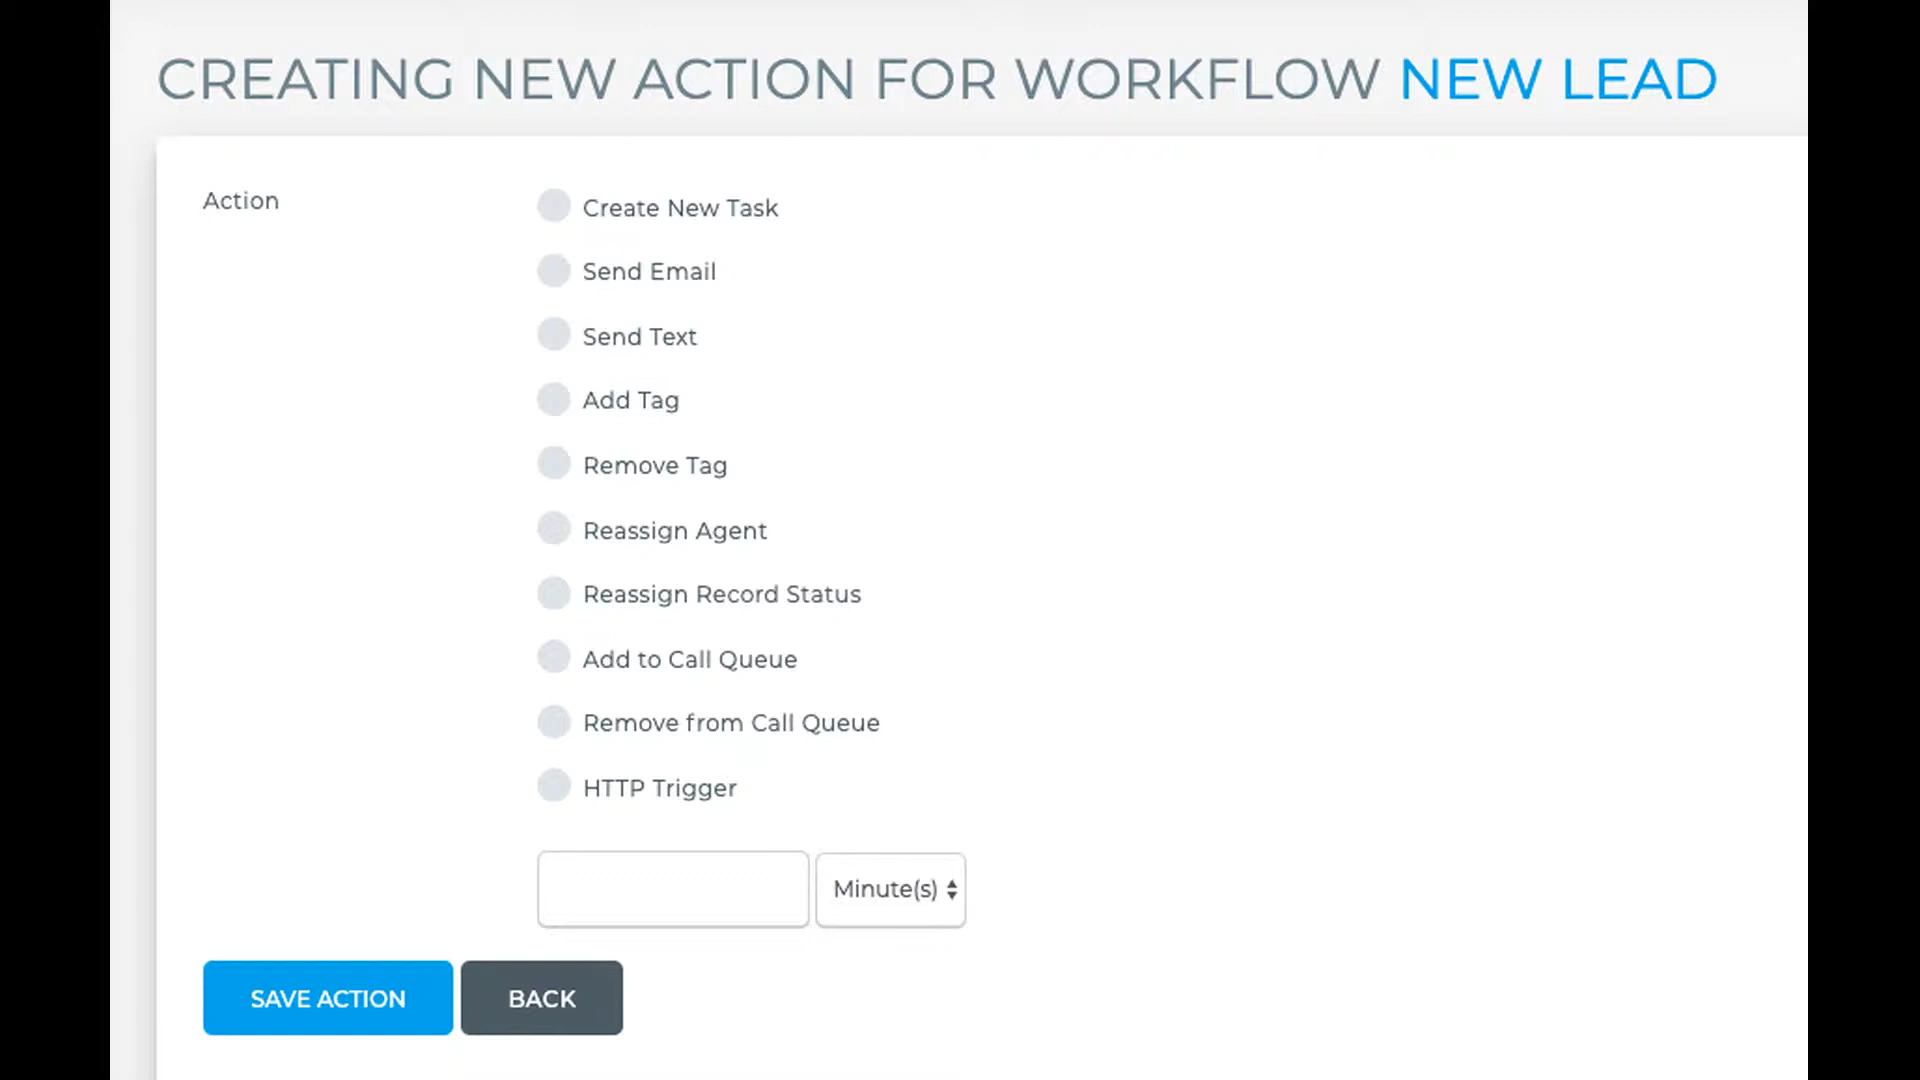 CREATING NEW ACTION FOR WORKFLOW NEW LEAD
Action
Create New Task
Send Email
Send Text
Add Tag
Remove Tag
Reassign Agent
Reassign Record Status
Add to Call Queue
Remove from Call Queue
HTTP Trigger
Minute(s)
SAVE ACTION BACK